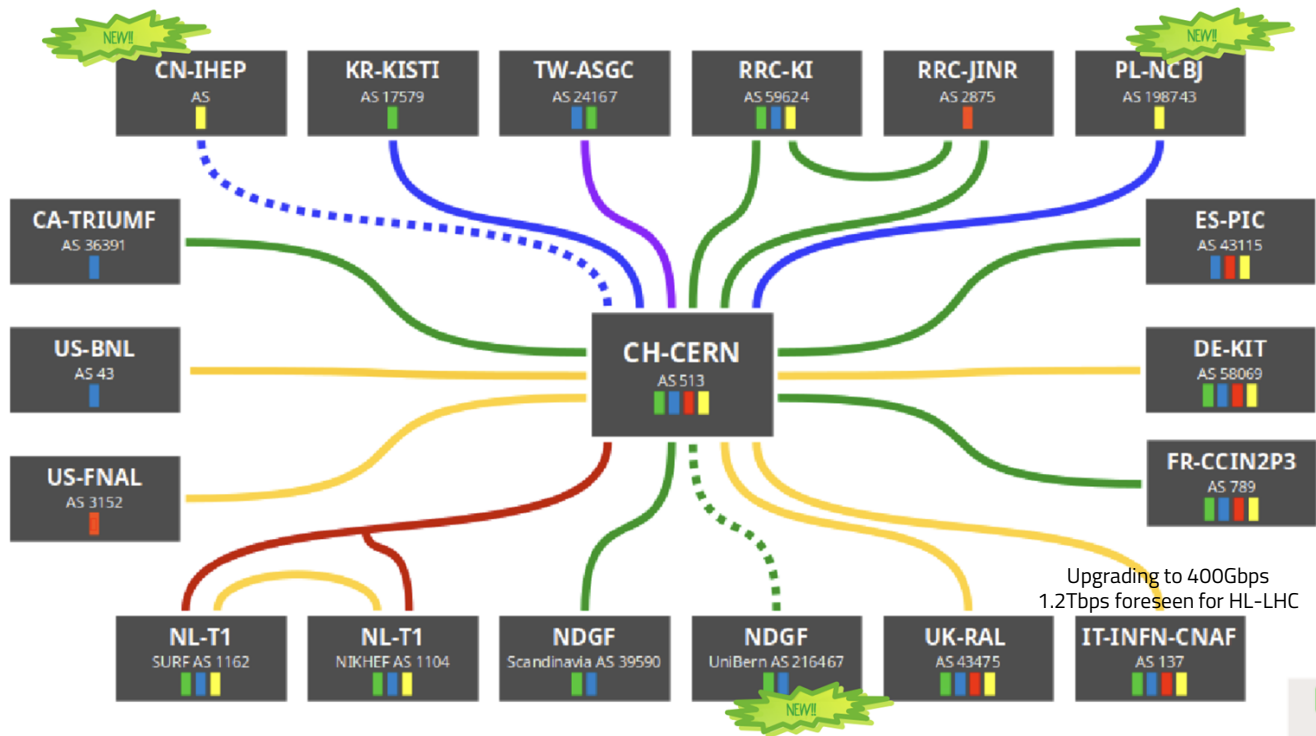 NEW!!
NEW!!
CN-IHEP
AS
KR-KISTI
AS 17579
TW-ASGC
AS 24167
RRC-KI
AS 59624
RRC-JINR
AS 2875
PL-NCBJ
AS 198743
CA-TRIUMF
AS 36391
ES-PIC
AS 43115
US-BNL
AS 43
CH-CERN
AS 513
DE-KIT
AS 58069
US-FNAL
AS 3152
FR-CCIN2P3
AS 789
Upgrading to 400Gbps
1.2Tbps foreseen for HL-LHC
NL-T1
SURF AS 1162
NL-T1
NIKHEF AS 1104
NDGF
Scandinavia AS 39590
NDGF
UniBern AS 216467
UK-RAL
AS 43475
IT-INFN-CNAF
AS 137
NEW!!